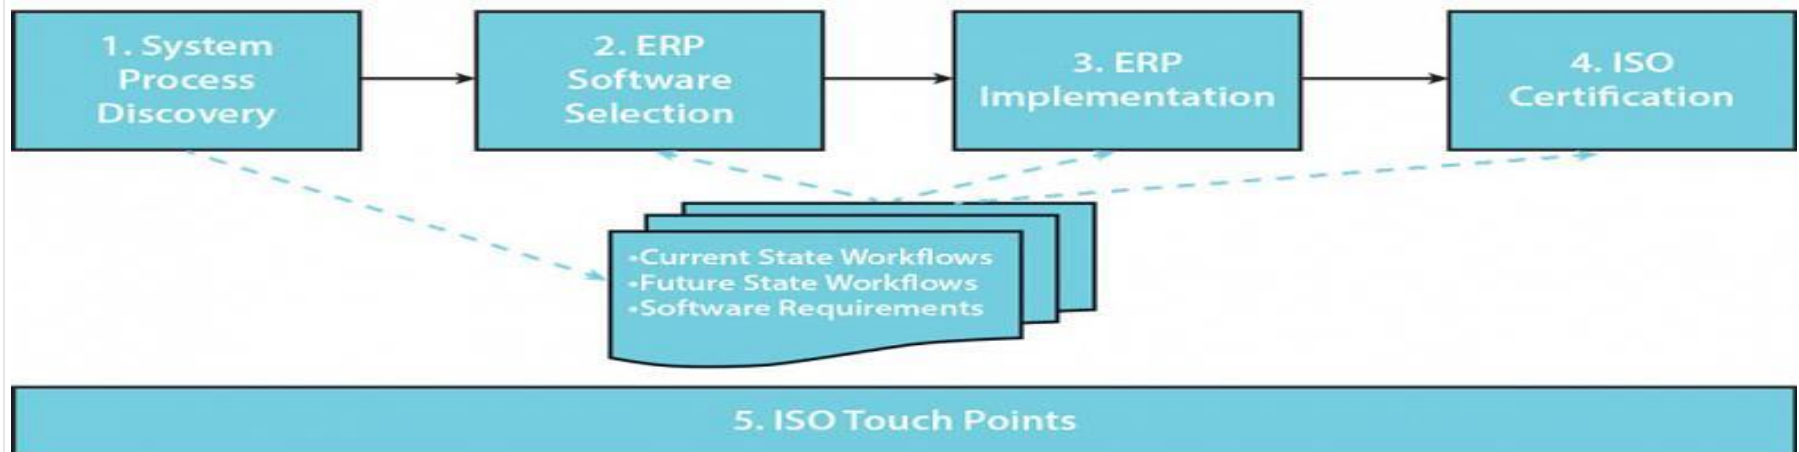 1. System
Process
Discovery
2. ERP
Software
Selection
3. ERP
Implementation
4. ISO
Certification
•Current State Workflows
•Future State Workflows
•Software Requirements
5. ISO Touch Points